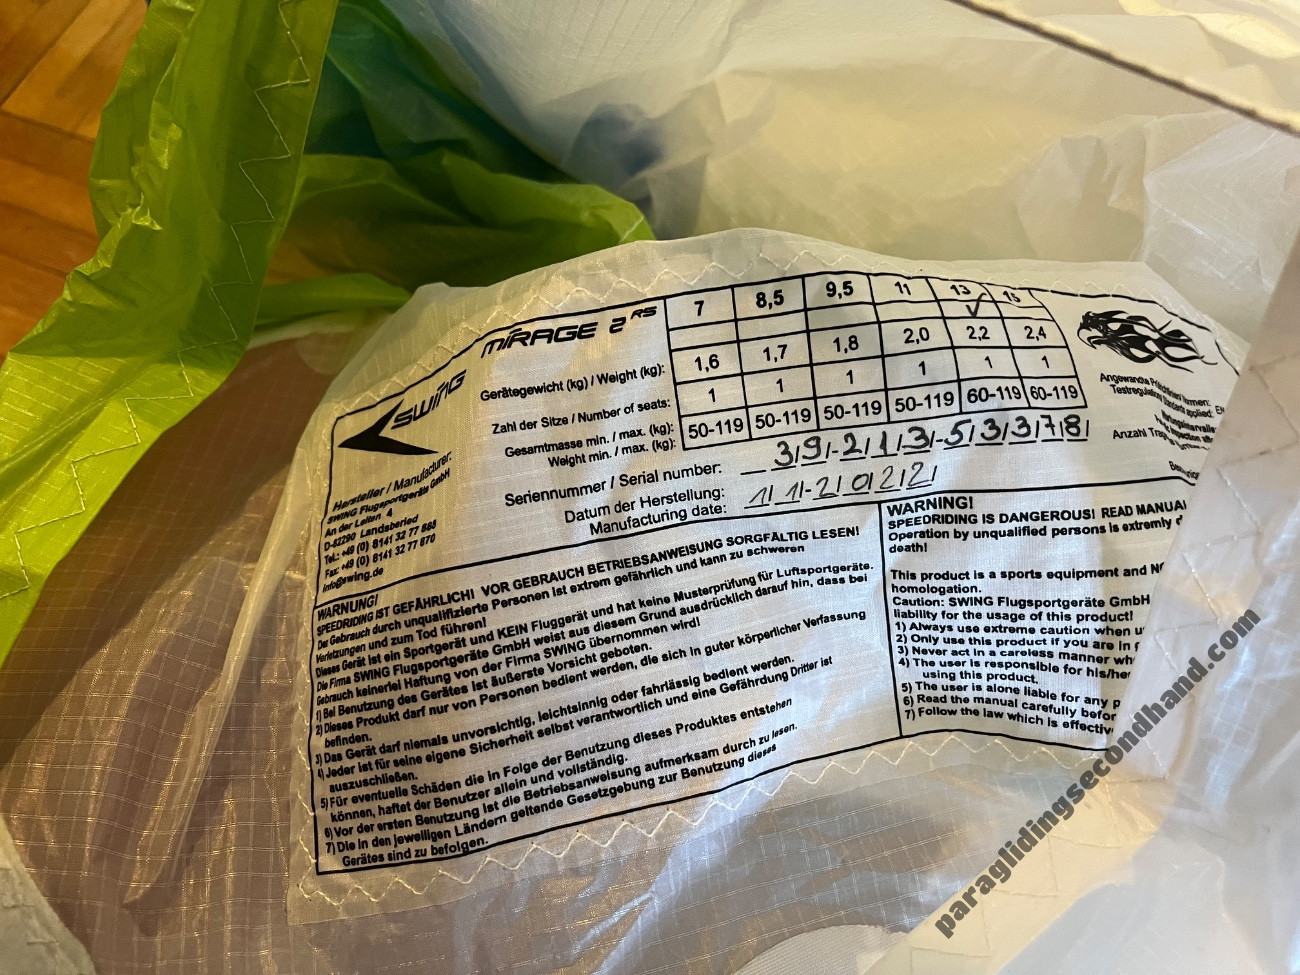 MIRAGE 2 RS
7 8,5 9,5 11 13 15
✓
Gerätegewicht (kg) / Weight (kg): 1,6 1,7 1,8 2,0 2,2 2,4
Zahl der Sitze / Number of seats: 1 1 1 1 1 1
Gesamtmasse min. / max. (kg):
Weight min. / max. (kg): 50-119 50-119 50-119 50-119 60-119 60-119
Seriennummer / Serial number: 39-213-53378
Datum der Herstellung:
Manufacturing date: 11-2022
SWING
Hersteller / Manufacturer:
SWING Flugsportgeräte GmbH
An der Leiten 4
D-82290 Landsberied
Tel.: +49 (0) 8141 32 77 888
Fax: +49 (0) 8141 32 77 870
info@swing.de
Angewandte
Testregulation
Anzahl
WARNUNG!
SPEEDRIDING IST GEFÄHRLICH! VOR GEBRAUCH BETRIEBSANWEISUNG SORGFÄLTIG LESEN!
Der Gebrauch durch unqualifizierte Personen ist extrem gefährlich und kann zu schweren
Verletzungen und zum Tod führen!
Dieses Gerät ist ein Sportgerät und KEIN Fluggerät und hat keine Musterprüfung für Luftsportgeräte.
Die Firma SWING Flugsportgeräte GmbH weist aus diesem Grund ausdrücklich darauf hin, dass bei
Gebrauch keinerlei Haftung von der Firma SWING übernommen wird!
1) Bei Benutzung des Gerätes ist äußerste Vorsicht geboten.
2) Dieses Produkt darf nur von Personen bedient werden, die sich in guter körperlicher Verfassung
befinden.
3) Das Gerät darf niemals unvorsichtig, leichtsinnig oder fahrlässig bedient werden.
4) Jeder ist für seine eigene Sicherheit selbst verantwortlich und eine Gefährdung Dritter ist
auszuschließen.
5) Für eventuelle Schäden die in Folge der Benutzung dieses Produktes entstehen
können, haftet der Benutzer allein und vollständig.
6) Vor der ersten Benutzung ist die Betriebsanweisung aufmerksam durch zu lesen.
7) Die in den jeweiligen Ländern geltende Gesetzgebung zur Benutzung dieses
Gerätes sind zu befolgen.
WARNING!
SPEEDRIDING IS DANGEROUS! READ MANUAL
Operation by unqualified persons is extremely
death!
This product is a sports equipment and
homologation.
Caution: SWING Flugsportgeräte GmbH
liability for the usage of this product!
1) Always use extreme caution when
2) Only use this product if you are in
3) Never act in a careless manner
4) The user is responsible for
using this product.
5) The user is alone liable for any
6) Read the manual carefully
7) Follow the law which is
paraglidingsecondhand.com